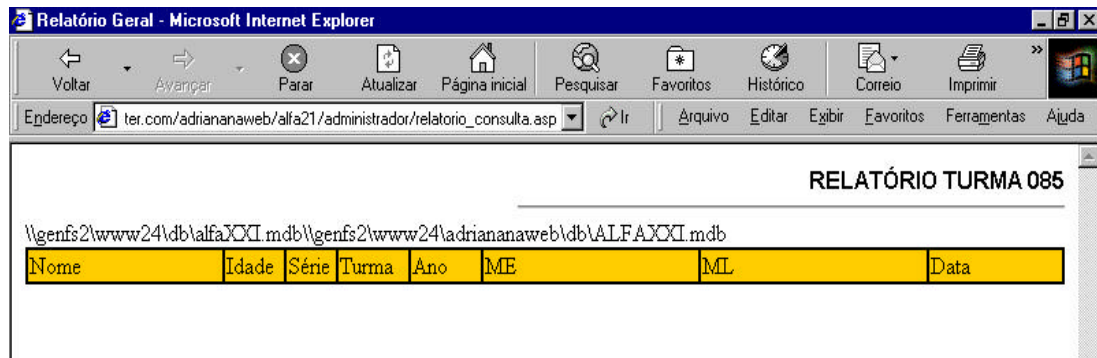 Relatório Geral - Microsoft Internet Explorer
Voltar Avançar Parar Atualizar Página inicial Pesquisar Favoritos Histórico Correio Imprimir »
Endereço ter.com/adriananaweb/alfa21/administrador/relatorio_consulta.asp Ir Arquivo Editar Exibir Favoritos Ferramentas Ajuda
RELATÓRIO TURMA 085
\\genfs2\www24\db\alfaXXI.mdb\\genfs2\www24\adriananaweb\db\ALFAXXI.mdb
Nome Idade Série Turma Ano ME ML Data